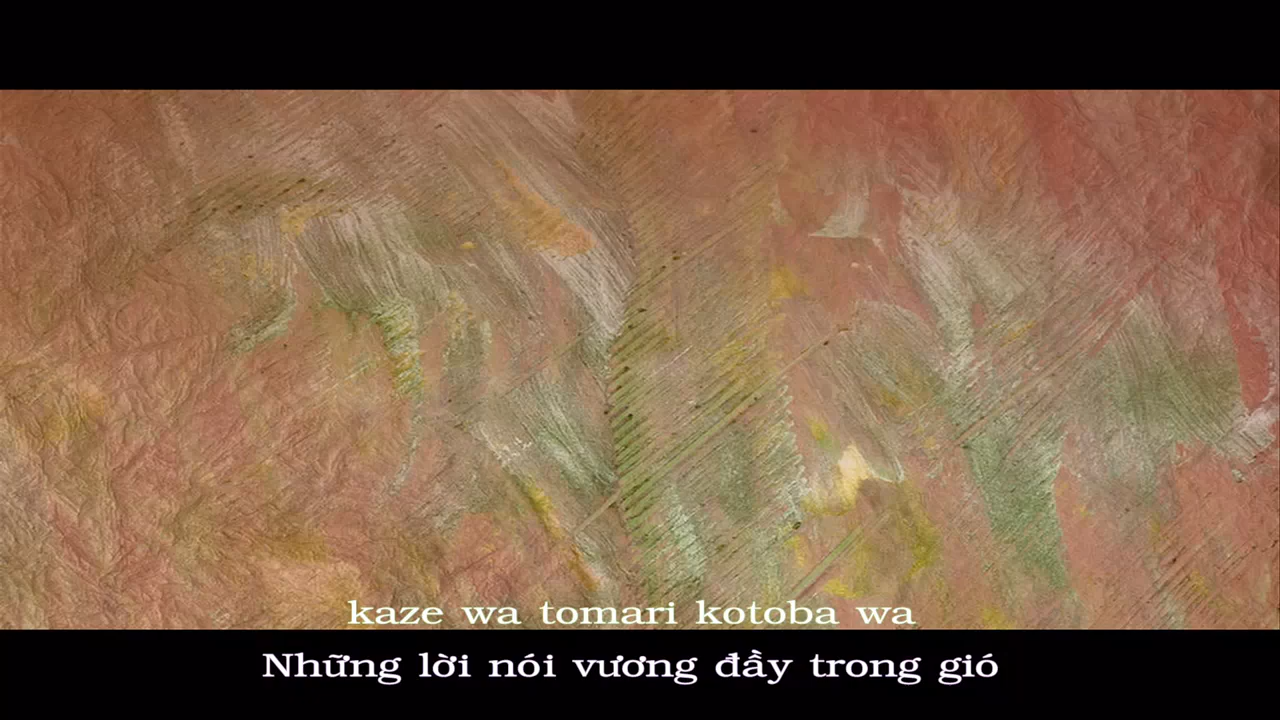 kaze wa tomari kotoba wa
Những lời nói vương đầy trong gió